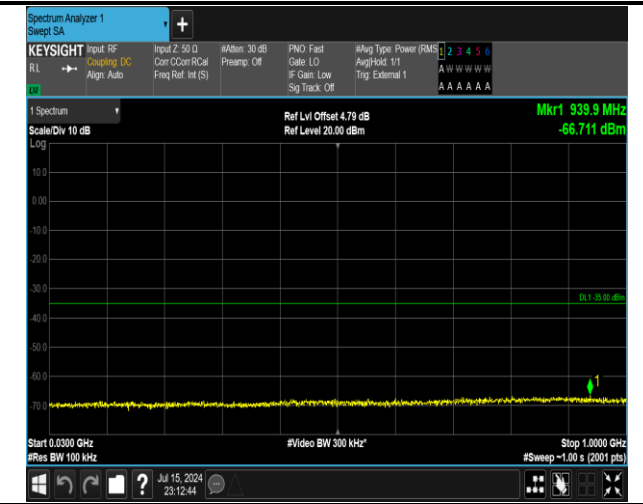 Spectrum Analyzer 1
Swept SA
+
KEYSIGHT Input: RF Input Z: 50 Ω #Atten: 30 dB PNO: Fast #Avg Type: Power (RMS 1 2 3 4 5 6
RL Coupling: DC Corr CCorr RCal Preamp: Off Gate: LO Avg|Hold: 1/1 A W W W W W
Align: Auto Freq Ref: Int (S) IF Gain: Low Trig: External 1
LXI Sig Track: Off A A A A A A
1 Spectrum Ref Lvl Offset 4.79 dB Mkr1 939.9 MHz
Scale/Div 10 dB Ref Level 20.00 dBm -66.711 dBm
Log
10.0
0.00
-10.0
-20.0
-30.0
DL1 -35.00 dBm
-40.0
-50.0
-60.0
1
-70.0
Start 0.0300 GHz #Video BW 300 kHz* Stop 1.0000 GHz
#Res BW 100 kHz #Sweep ~1.00 s (2001 pts)
? Jul 15, 2024
23:12:44